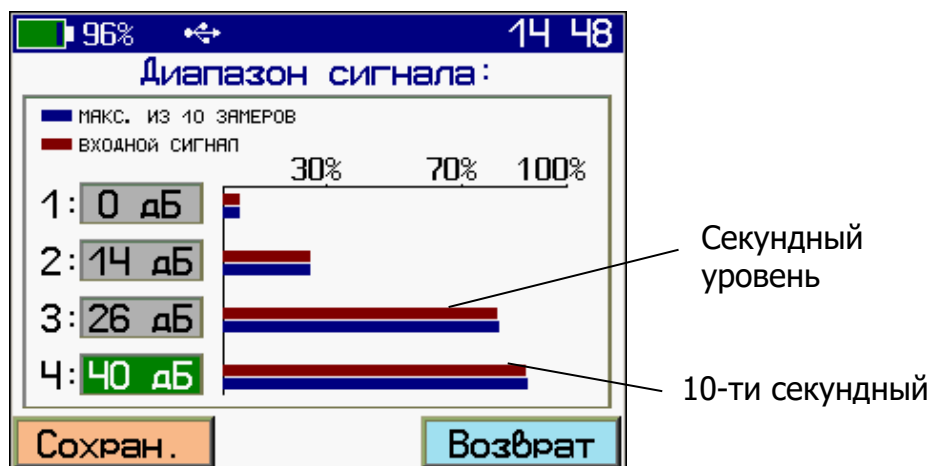 96% 14 48
Диапазон сигнала:
МАКС. ИЗ 10 ЗАМЕРОВ
ВХОДНОЙ СИГНАЛ
30% 70% 100%
1: 0 дБ
2: 14 дБ
3: 26 дБ
4: 40 дБ
Секундный
уровень
10-ти секундный
Сохран. Возврат